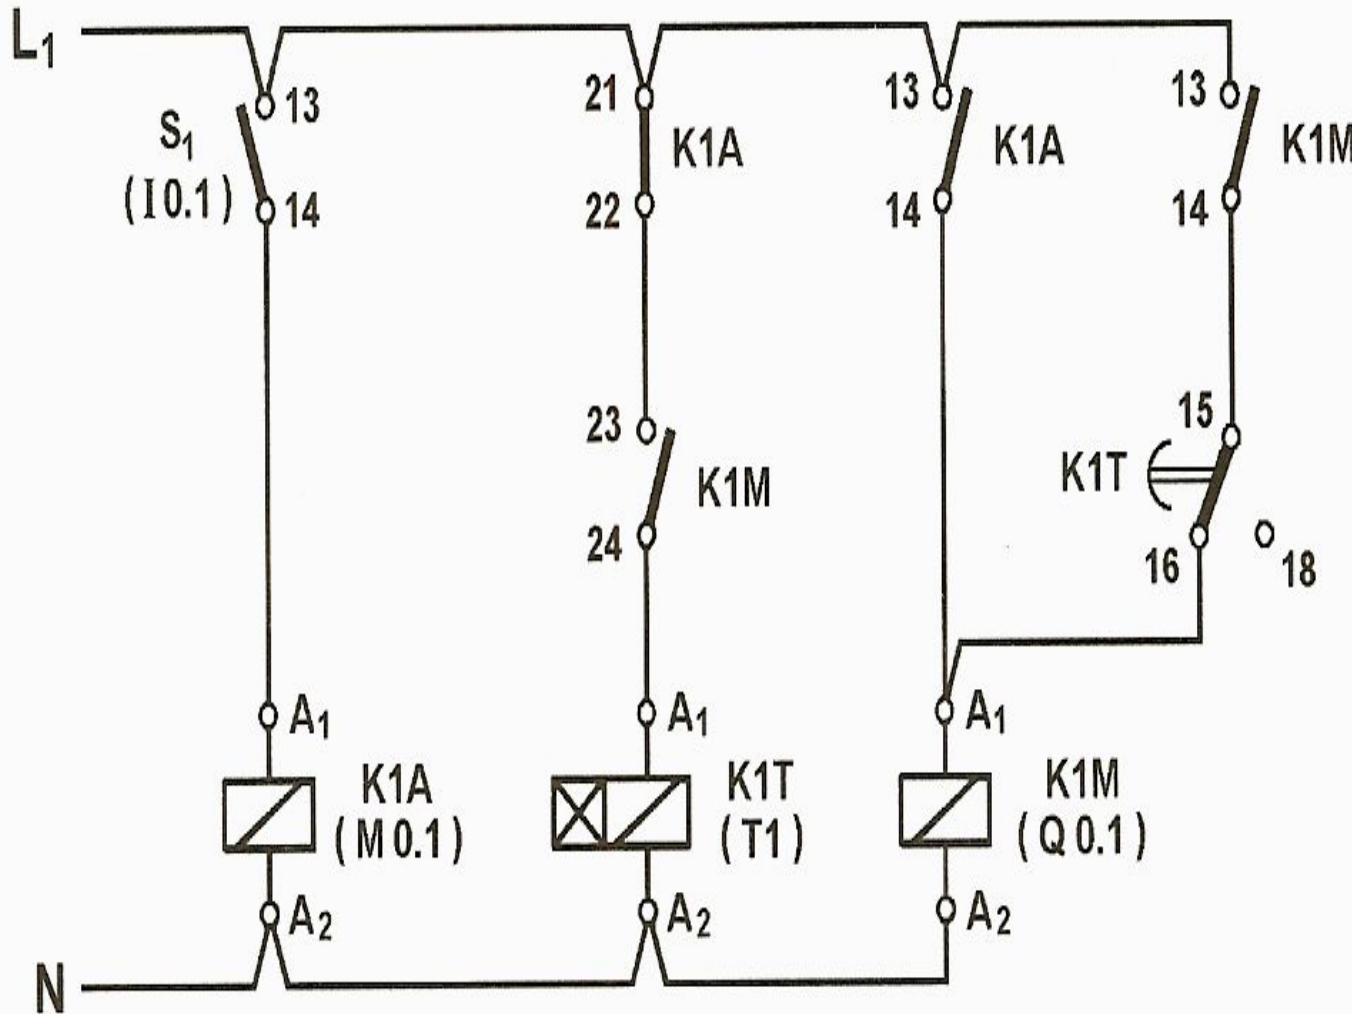 L₁
13
S₁
(I0.1)
14
21
K1A
22
13
K1A
14
13
K1M
14
23
K1M
24
15
K1T
16
18
A₁
K1A
(M0.1)
A₂
A₁
K1T
(T1)
A₂
A₁
K1M
(Q0.1)
A₂
N